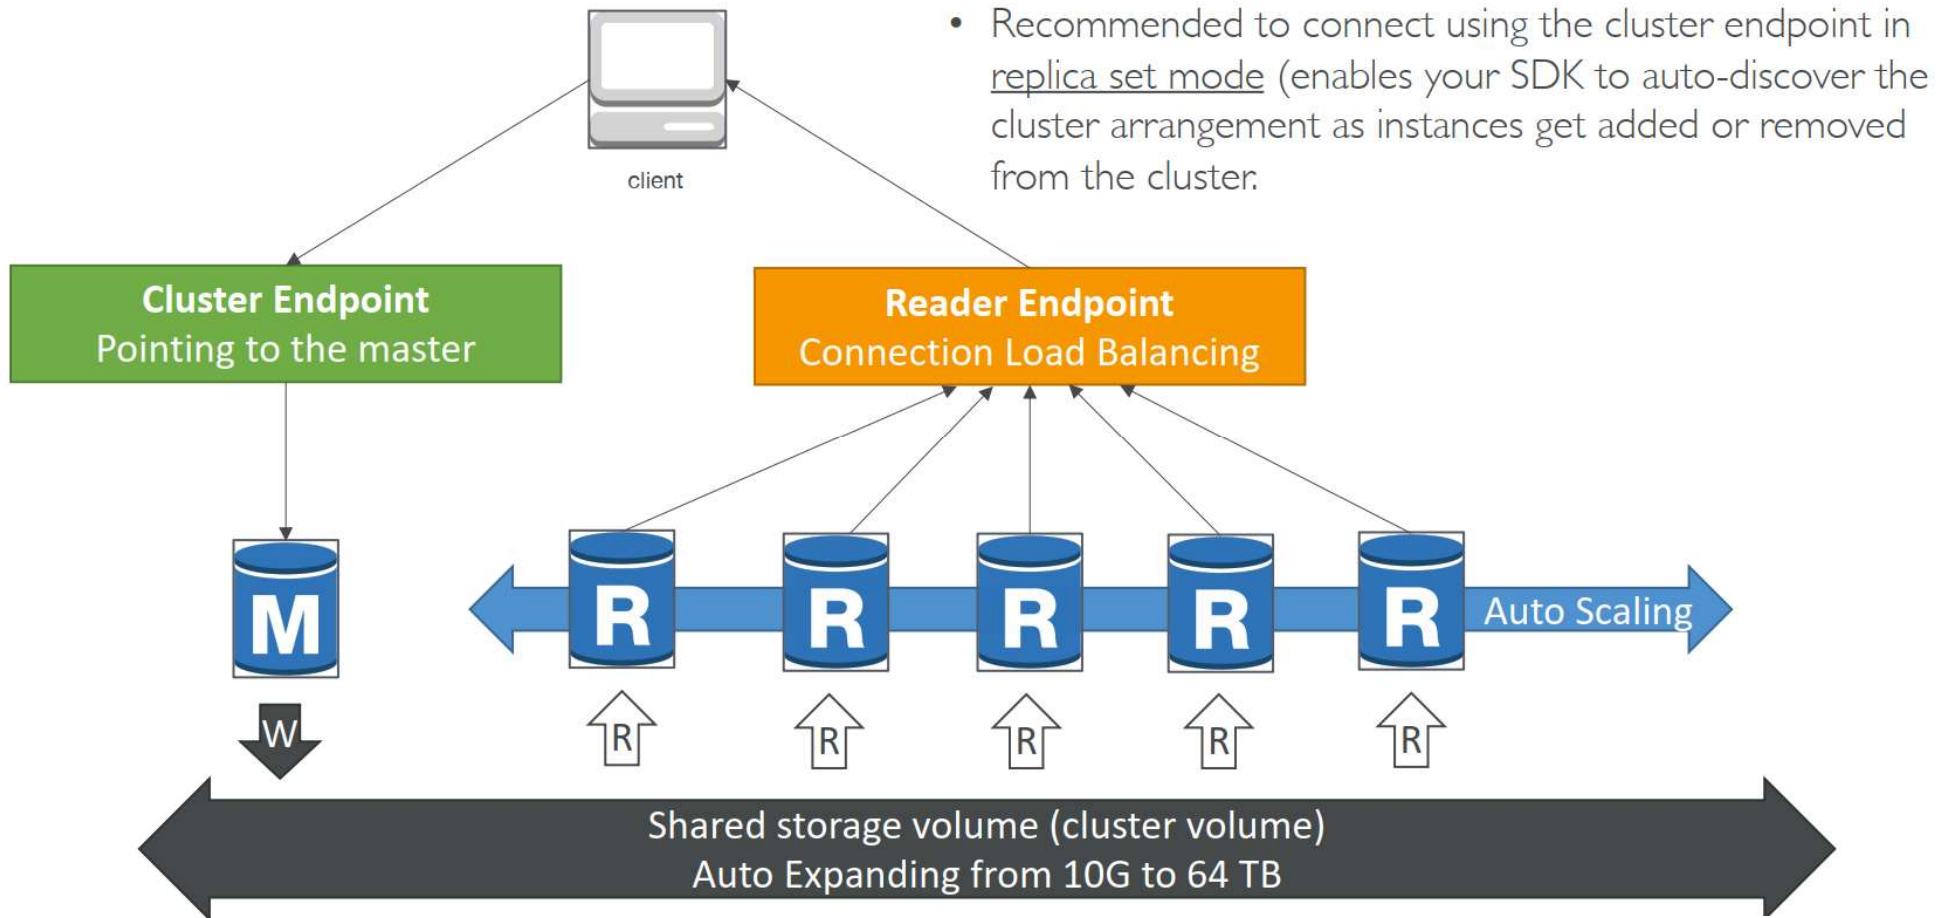 • Recommended to connect using the cluster endpoint in
replica set mode (enables your SDK to auto-discover the
cluster arrangement as instances get added or removed
from the cluster.
client
Cluster Endpoint
Pointing to the master
Reader Endpoint
Connection Load Balancing
M
R
R
R
R
R
Auto Scaling
W
R
R
R
R
R
Shared storage volume (cluster volume)
Auto Expanding from 10G to 64 TB